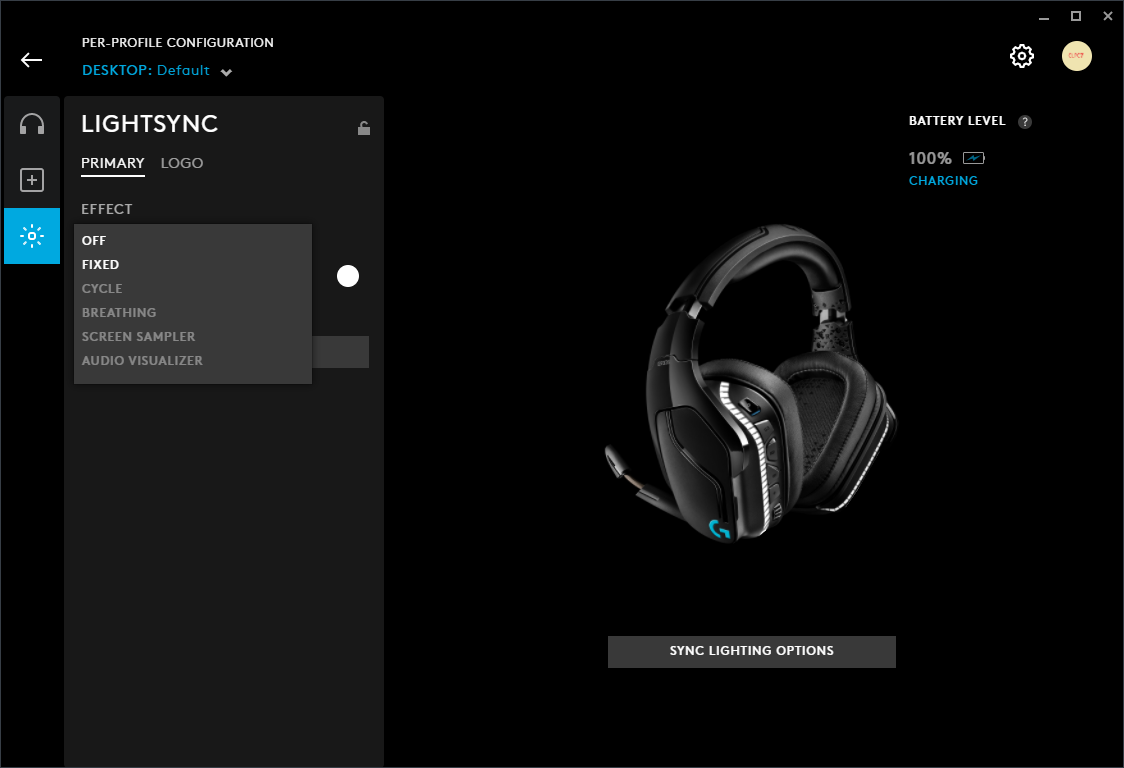 PER-PROFILE CONFIGURATION
DESKTOP: Default
LIGHTSYNC
PRIMARY LOGO
EFFECT
OFF
FIXED
CYCLE
BREATHING
SCREEN SAMPLER
AUDIO VISUALIZER
BATTERY LEVEL ?
100%
CHARGING
SYNC LIGHTING OPTIONS